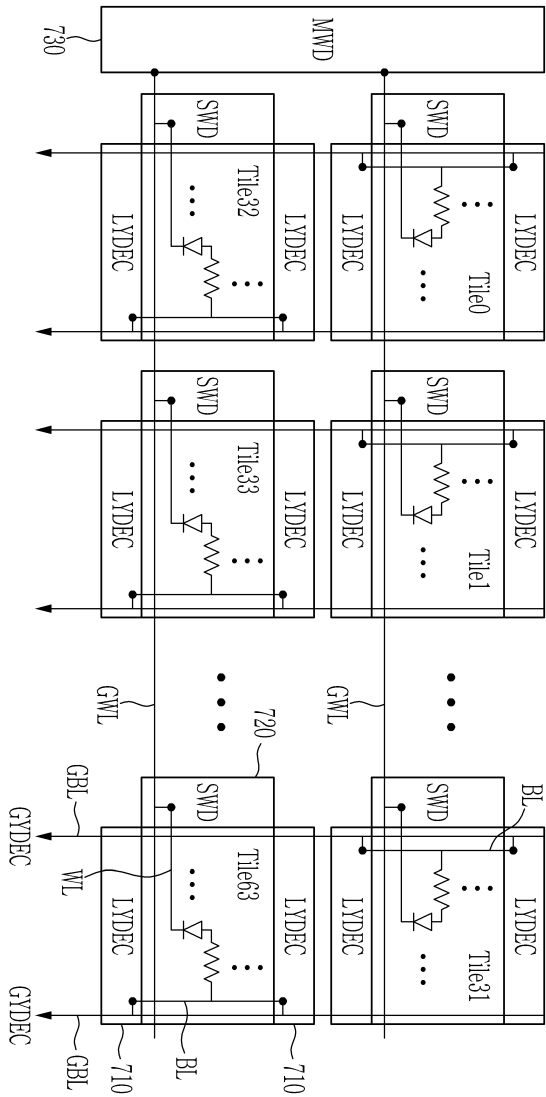 730
MWD
SWD
LYDEC
Tile32
LYDEC
SWD
LYDEC
Tile0
LYDEC
SWD
LYDEC
Tile33
LYDEC
SWD
LYDEC
Tile1
LYDEC
GWL
GWL
720
GBL
GYDEC
WL
SWD
LYDEC
Tile63
LYDEC
BL
SWD
LYDEC
Tile31
LYDEC
GYDEC
GBL
710
BL
710